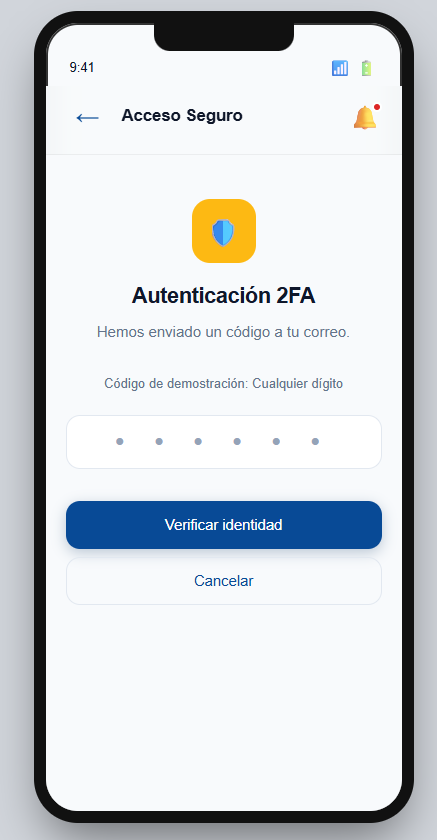 9:41
Acceso Seguro
Autenticación 2FA
Hemos enviado un código a tu correo.
Código de demostración: Cualquier dígito
Verificar identidad
Cancelar